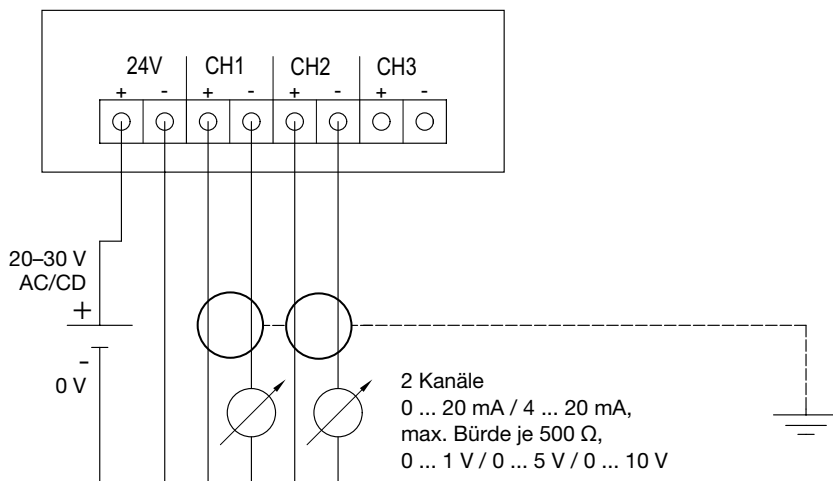 24V CH1 CH2 CH3
+ - + - + - + -
20–30 V
AC/CD
+
-
0 V
2 Kanäle
0 ... 20 mA / 4 ... 20 mA,
max. Bürde je 500 Ω,
0 ... 1 V / 0 ... 5 V / 0 ... 10 V